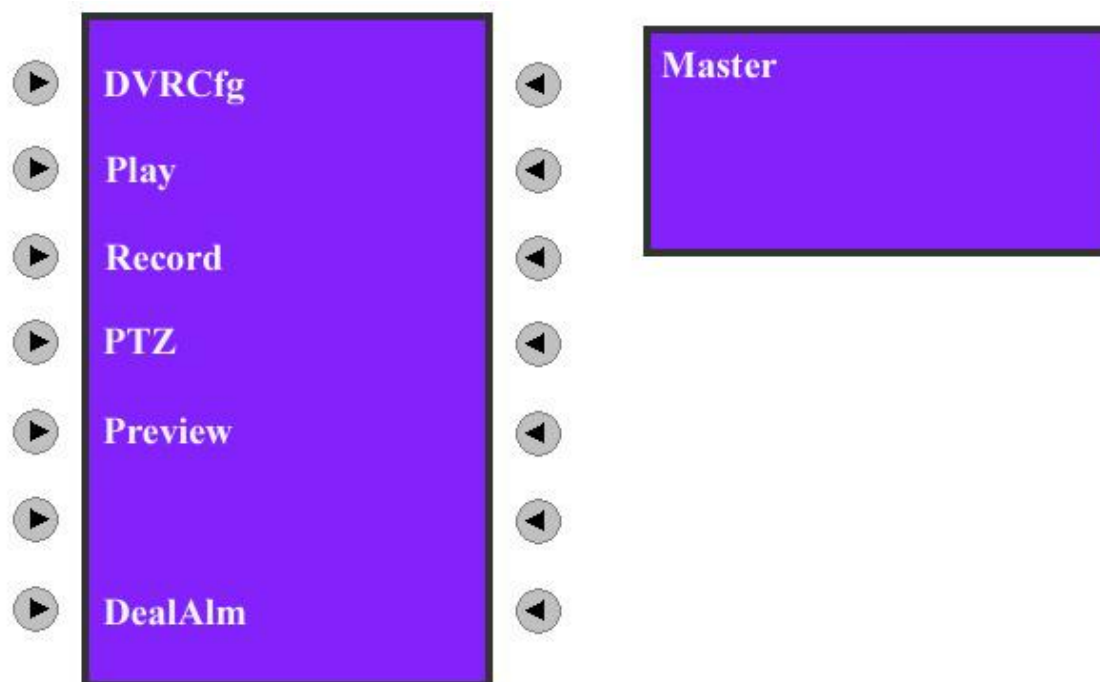 DVRCfg
Play
Record
PTZ
Preview
DealAlm
Master